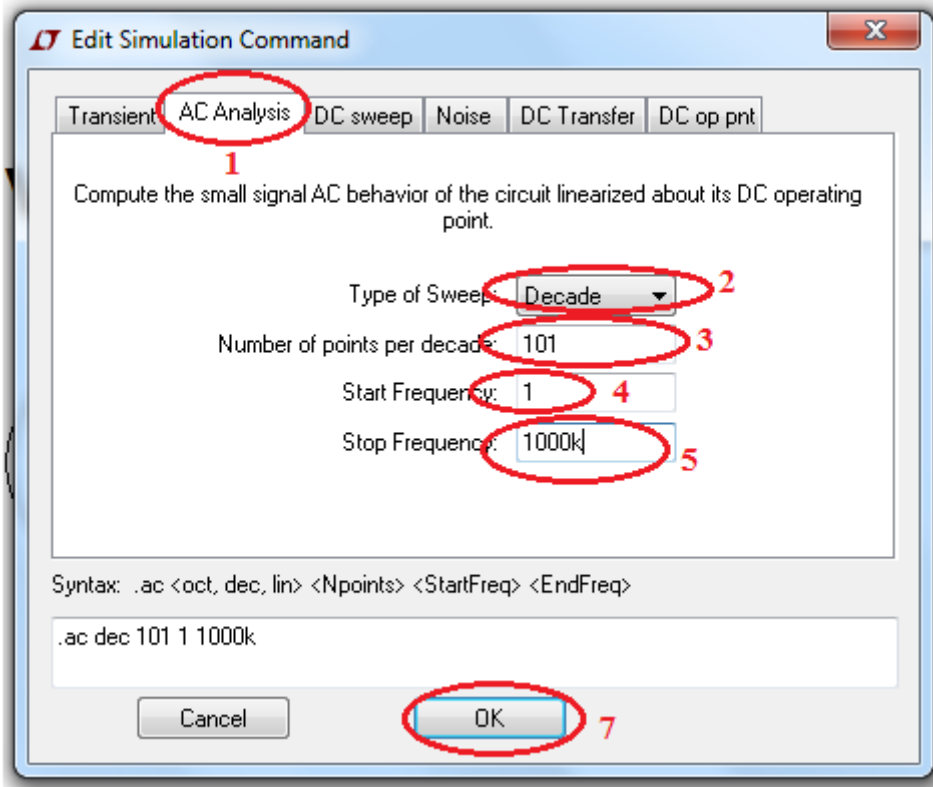 Edit Simulation Command
Transient AC Analysis DC sweep Noise DC Transfer DC op pnt
1
Compute the small signal AC behavior of the circuit linearized about its DC operating
point.
Type of Sweep: Decade 2
Number of points per decade: 101 3
Start Frequency: 1 4
Stop Frequency: 1000k 5
Syntax: .ac <oct, dec, lin> <Npoints> <StartFreq> <EndFreq>
.ac dec 101 1 1000k
Cancel OK 7